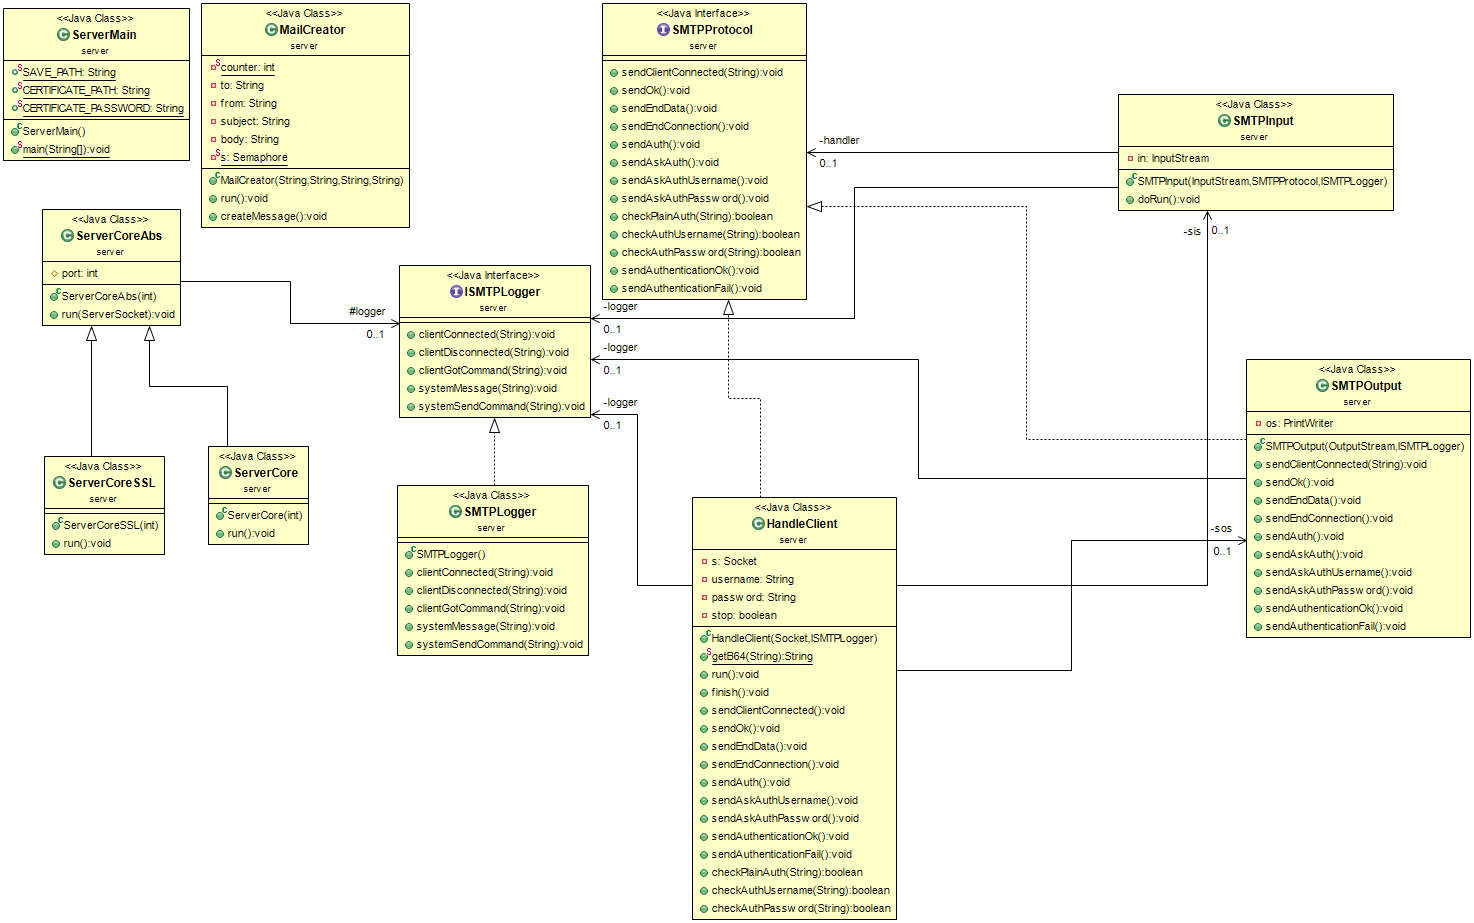 <<Java Class>>
ServerMain
server
SAVE_PATH: String
CERTIFICATE_PATH: String
CERTIFICATE_PASSWORD: String
ServerMain()
main(String[]):void
<<Java Class>>
MailCreator
server
counter: int
to: String
from: String
subject: String
body: String
s: Semaphore
MailCreator(String,String,String,String)
run():void
createMessage():void
<<Java Interface>>
SMTPProtocol
server
sendClientConnected(String):void
sendOk():void
sendEndData():void
sendEndConnection():void
sendAuth():void
sendAskAuth():void
sendAskAuthUsername():void
sendAskAuthPassword():void
checkPlainAuth(String):boolean
checkAuthUsername(String):boolean
checkAuthPassword(String):boolean
sendAuthenticationOk():void
sendAuthenticationFail():void
-handler
0..1
<<Java Class>>
SMTPInput
server
in: InputStream
SMTPInput(InputStream,SMTPProtocol,ISMTPLogger)
doRun():void
-sis
0..1
<<Java Class>>
ServerCoreAbs
server
port: int
ServerCoreAbs(int)
run(ServerSocket):void
#logger
0..1
<<Java Interface>>
ISMTPLogger
server
clientConnected(String):void
clientDisconnected(String):void
clientGotCommand(String):void
systemMessage(String):void
systemSendCommand(String):void
-logger
0..1
-logger
0..1
-logger
0..1
<<Java Class>>
SMTPOutput
server
os: PrintWriter
SMTPOutput(OutputStream,ISMTPLogger)
sendClientConnected(String):void
sendOk():void
sendEndData():void
sendEndConnection():void
sendAuth():void
sendAskAuth():void
sendAskAuthUsername():void
sendAskAuthPassword():void
sendAuthenticationOk():void
sendAuthenticationFail():void
<<Java Class>>
ServerCoreSSL
server
ServerCoreSSL(int)
run():void
<<Java Class>>
ServerCore
server
ServerCore(int)
run():void
<<Java Class>>
SMTPLogger
server
SMTPLogger()
clientConnected(String):void
clientDisconnected(String):void
clientGotCommand(String):void
systemMessage(String):void
systemSendCommand(String):void
<<Java Class>>
HandleClient
server
s: Socket
username: String
password: String
stop: boolean
HandleClient(Socket,ISMTPLogger)
getB64(String):String
run():void
finish():void
sendClientConnected():void
sendOk():void
sendEndData():void
sendEndConnection():void
sendAuth():void
sendAskAuthUsername():void
sendAskAuthPassword():void
sendAuthenticationOk():void
sendAuthenticationFail():void
checkPlainAuth(String):boolean
checkAuthUsername(String):boolean
checkAuthPassword(String):boolean
-sos
0..1